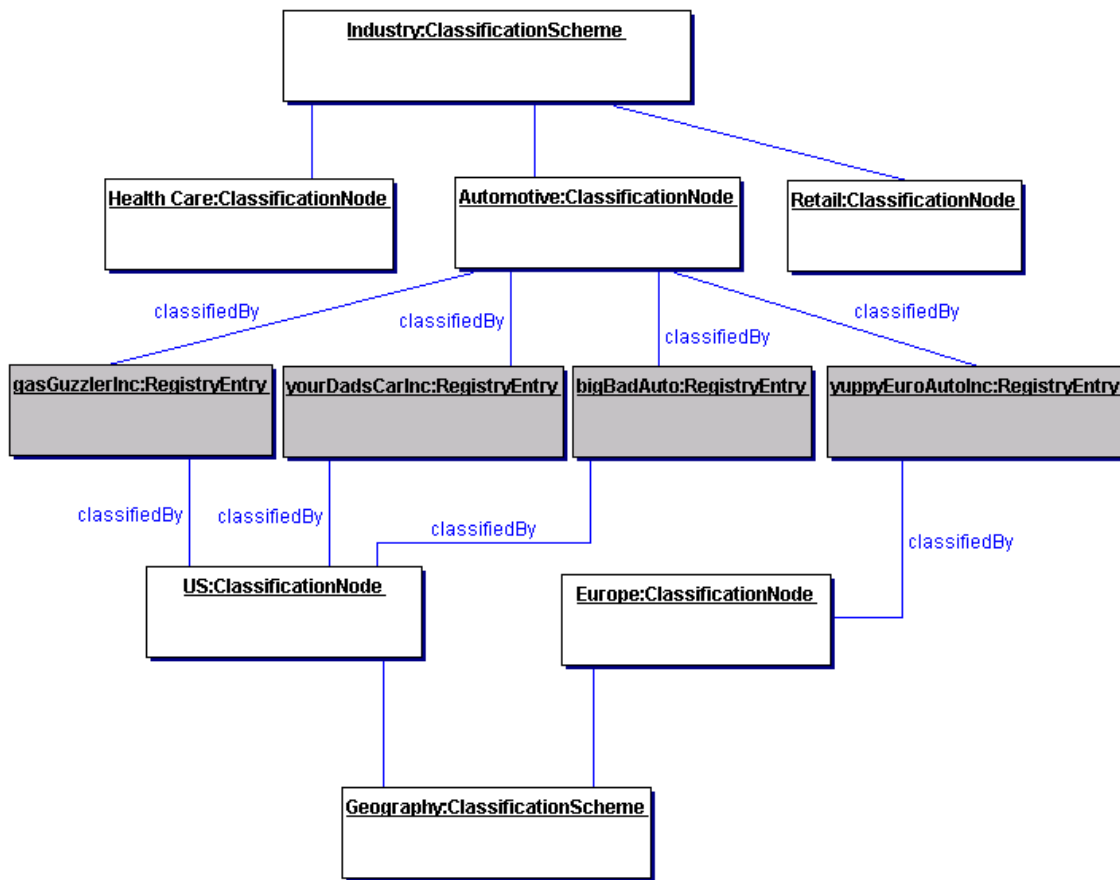 Industry:ClassificationScheme
Health Care:ClassificationNode
Automotive:ClassificationNode
Retail:ClassificationNode
classifiedBy
classifiedBy
classifiedBy
classifiedBy
gasGuzzlerInc:RegistryEntry
yourDadsCarInc:RegistryEntry
bigBadAuto:RegistryEntry
yuppyEuroAutoInc:RegistryEntry
classifiedBy
classifiedBy
classifiedBy
classifiedBy
US:ClassificationNode
Europe:ClassificationNode
Geography:ClassificationScheme